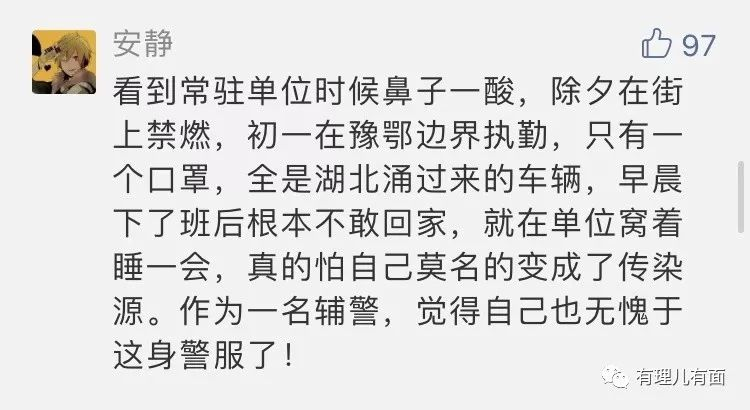 安静
97
看到常驻单位时候鼻子一酸，除夕在街
上禁燃，初一在豫鄂边界执勤，只有一
个口罩，全是湖北涌过来的车辆，早晨
下了班后根本不敢回家，就在单位窝着
睡一会，真的怕自己莫名的变成了传染
源。作为一名辅警，觉得自己也无愧于
这身警服了！
有理儿有面